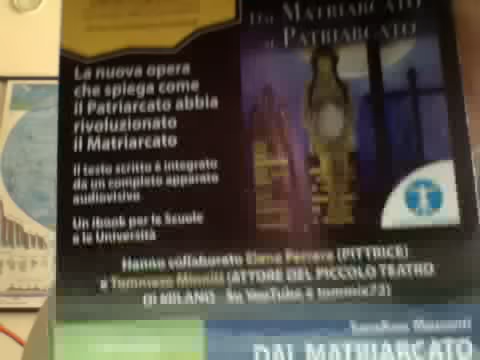 Dal MATRIARCATO
al PATRIARCATO
La nuova opera
che spiega come
il Patriarcato abbia
rivoluzionato
il Matriarcato
Il testo scritto è integrato
da un completo apparato
audiovisivo
Un ibook per le Scuole
e le Università
Hanno collaborato Elena (PITTRICE)
e Tommaso Minniti (ATTORE DEL PICCOLO TEATRO
DI MILANO su YouTube è tommix73)
DAL MATRIARCATO